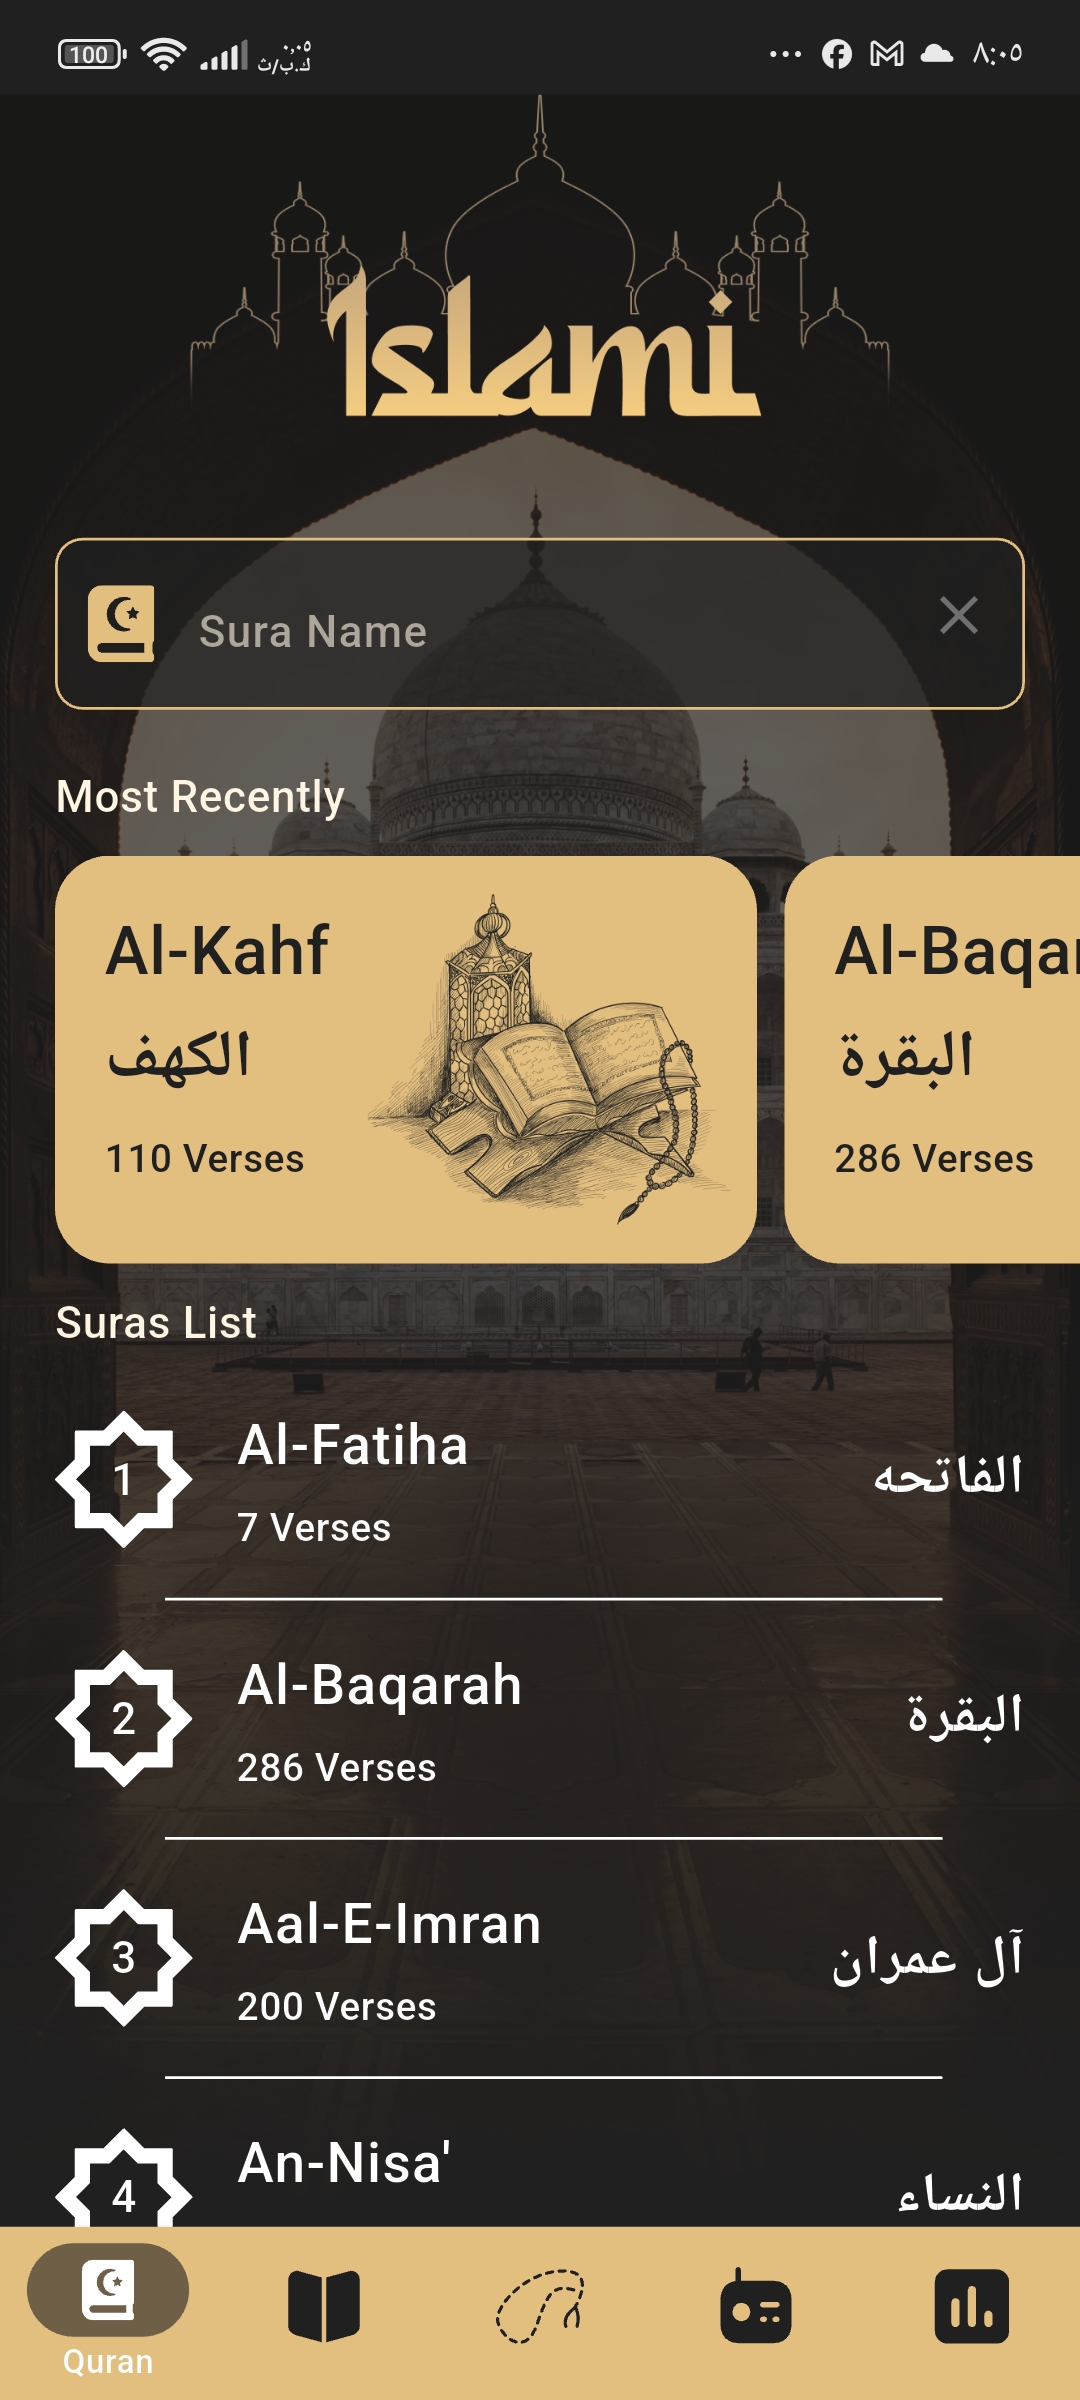 100
٠,٠٥
ك.ب/ث
٨:٠٥
Islami
Sura Name
Most Recently
Al-Kahf
الكهف
110 Verses
Al-Baqar
البقرة
286 Verses
Suras List
1
Al-Fatiha
7 Verses
الفاتحه
2
Al-Baqarah
286 Verses
البقرة
3
Aal-E-Imran
200 Verses
آل عمران
4
An-Nisa'
النساء
Quran